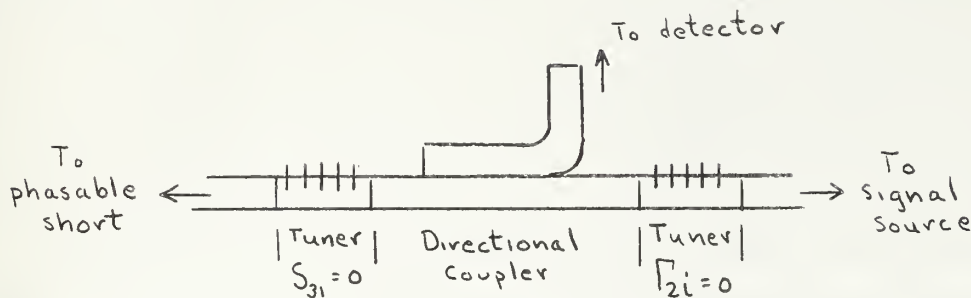 To detector
To
phasable
short
To
signal
source
Tuner
S₃₁=0
Directional
Coupler
Tuner
Γ₂ᵢ=0